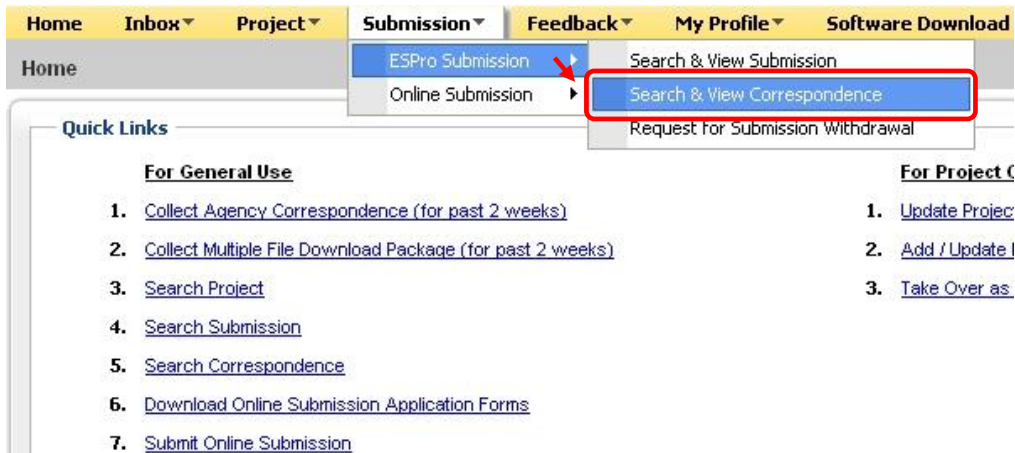 Home Inbox Project Submission Feedback My Profile Software Download
Home
ESPro Submission
Online Submission
Search & View Submission
Search & View Correspondence
Request for Submission Withdrawal
Quick Links
For General Use
1. Collect Agency Correspondence (for past 2 weeks)
2. Collect Multiple File Download Package (for past 2 weeks)
3. Search Project
4. Search Submission
5. Search Correspondence
6. Download Online Submission Application Forms
7. Submit Online Submission
For Project
1. Update Project
2. Add / Update
3. Take Over as